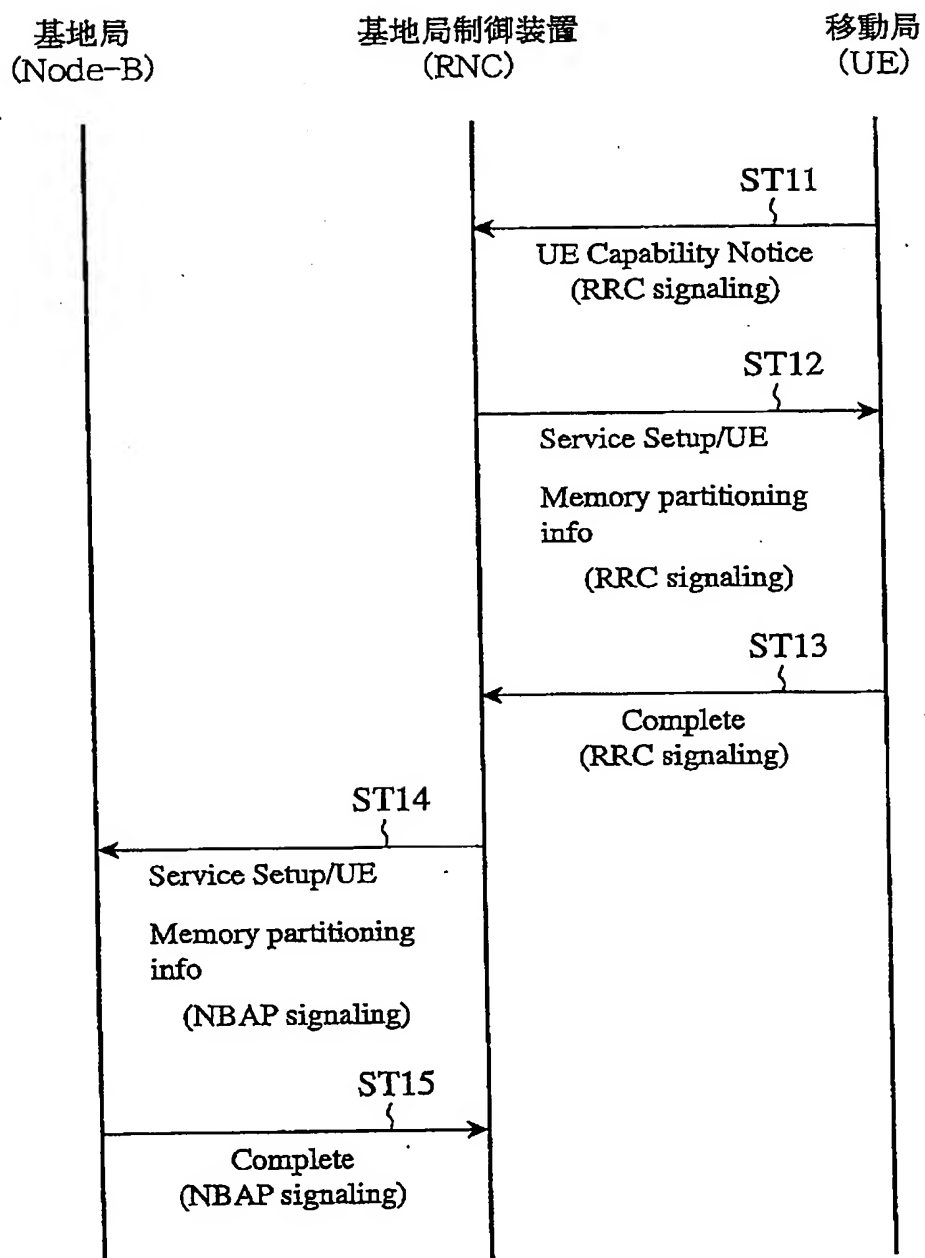 基地局
(Node-B)
基地局制御装置
(RNC)
移動局
(UE)
ST11
UE Capability Notice
(RRC signaling)
ST12
Service Setup/UE
Memory partitioning
info
(RRC signaling)
ST13
Complete
(RRC signaling)
ST14
Service Setup/UE
Memory partitioning
info
(NBAP signaling)
ST15
Complete
(NBAP signaling)